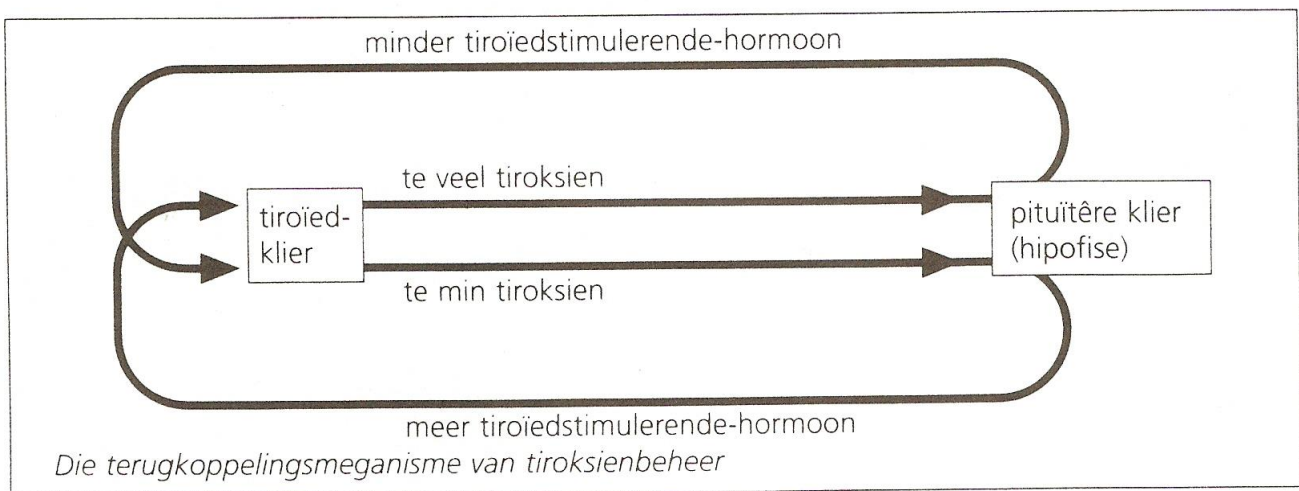 minder tiroïedstimulerende-hormoon
te veel tiroksien
tiroïed-
klier
pituïtêre klier
(hipofise)
te min tiroksien
meer tiroïedstimulerende-hormoon
Die terugkoppelingsmeganisme van tiroksienbeheer